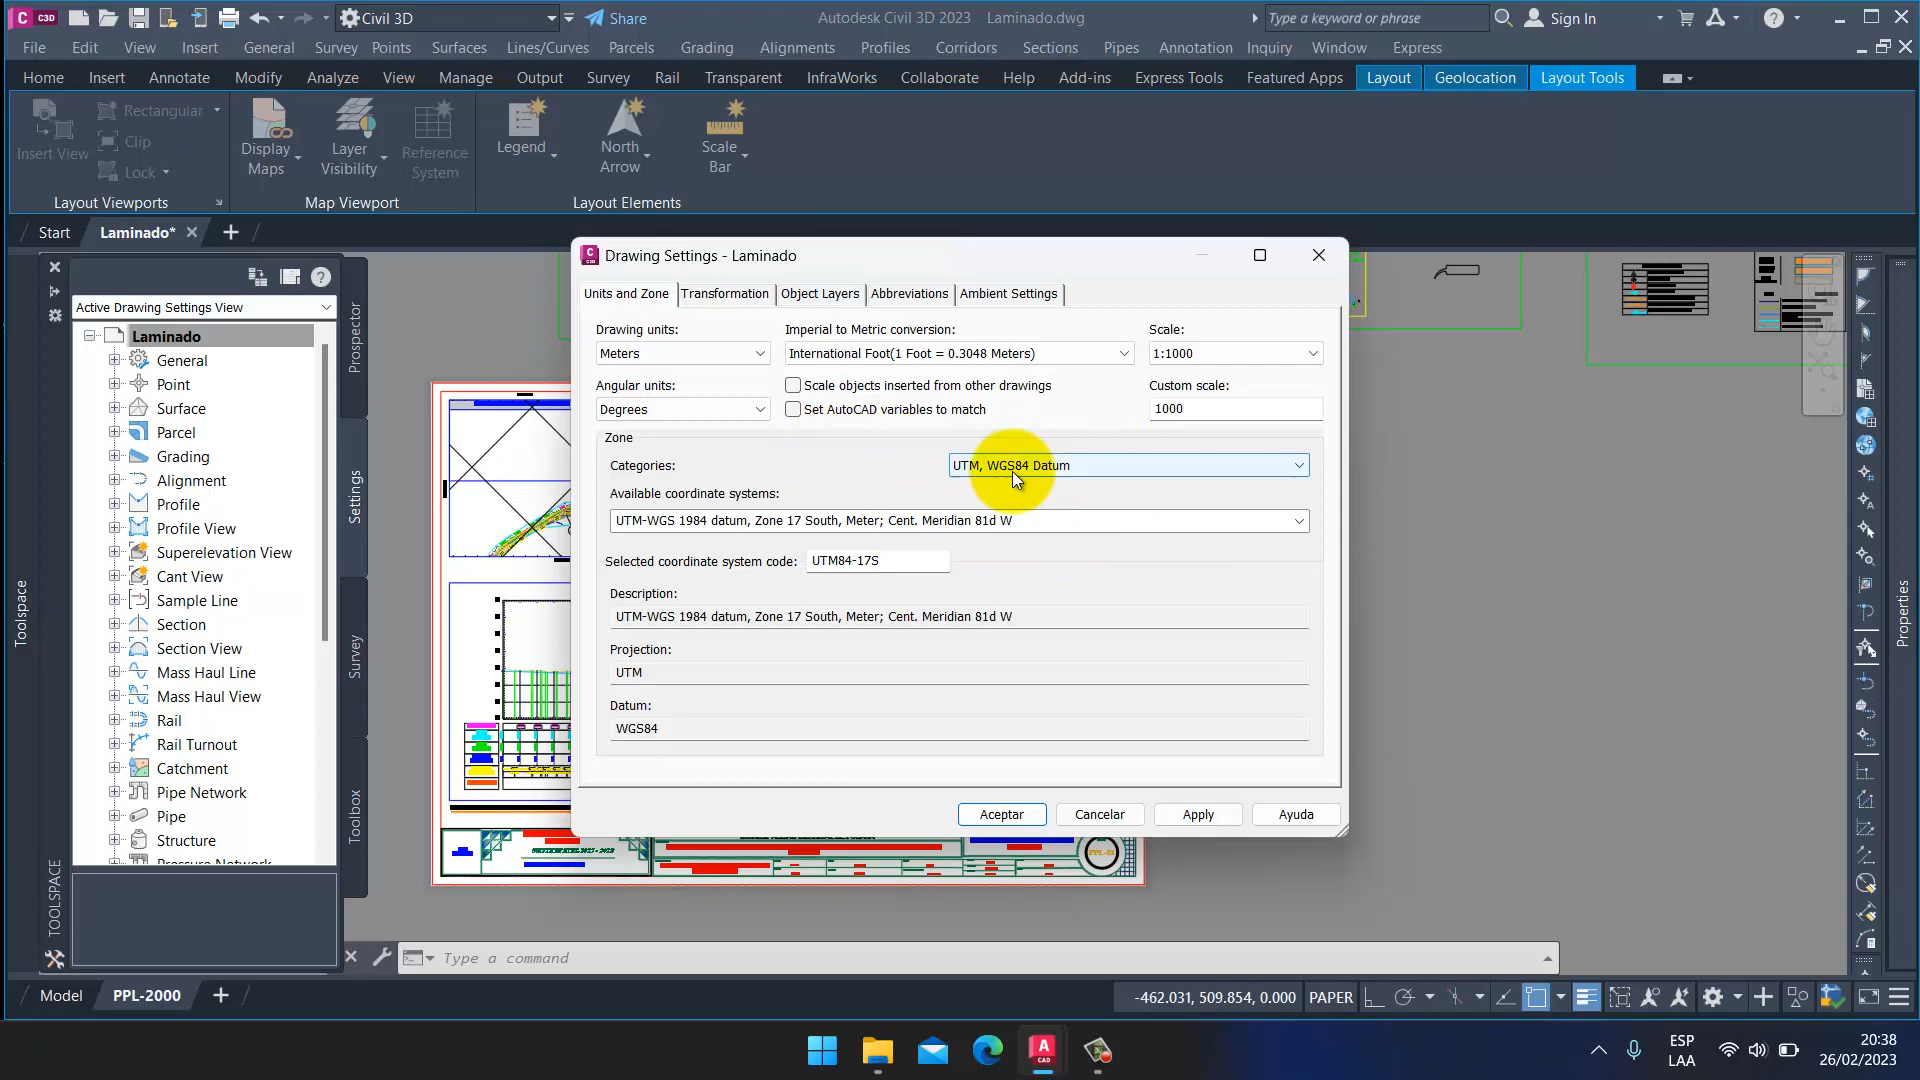 C3D Civil 3D Share Autodesk Civil 3D 2023 Laminado.dwg Type a keyword or phrase Sign In
File Edit View Insert General Survey Points Surfaces Lines/Curves Parcels Grading Alignments Profiles Corridors Sections Pipes Annotation Inquiry Window Express
Home Insert Annotate Modify Analyze View Manage Output Survey Rail Transparent InfraWorks Collaborate Help Add-ins Express Tools Featured Apps Layout Geolocation Layout Tools
Insert View
Rectangular
Clip
Lock
Layout Viewports
Display Maps
Layer Visibility
Reference System
Map Viewport
Legend
North Arrow
Scale Bar
Layout Elements
Start Laminado*
Active Drawing Settings View
Laminado
General
Point
Surface
Parcel
Grading
Alignment
Profile
Profile View
Superelevation View
Cant View
Sample Line
Section
Section View
Mass Haul Line
Mass Haul View
Rail
Rail Turnout
Catchment
Pipe Network
Pipe
Structure
Pressure Network
Prospector
Settings
Survey
Toolbox
Toolspace
TOOLSPACE
Properties
Drawing Settings - Laminado
Units and Zone Transformation Object Layers Abbreviations Ambient Settings
Drawing units: Imperial to Metric conversion: Scale:
Meters International Foot(1 Foot = 0.3048 Meters) 1:1000
Angular units: Scale objects inserted from other drawings Custom scale:
Degrees Set AutoCAD variables to match 1000
Zone
Categories: UTM, WGS84 Datum
Available coordinate systems:
UTM-WGS 1984 datum, Zone 17 South, Meter; Cent. Meridian 81d W
Selected coordinate system code: UTM84-17S
Description:
UTM-WGS 1984 datum, Zone 17 South, Meter; Cent. Meridian 81d W
Projection:
UTM
Datum:
WGS84
Aceptar Cancelar Apply Ayuda
Type a command
Model PPL-2000
-462.031, 509.854, 0.000 PAPER
A CAD
ESP
LAA
20:38
26/02/2023